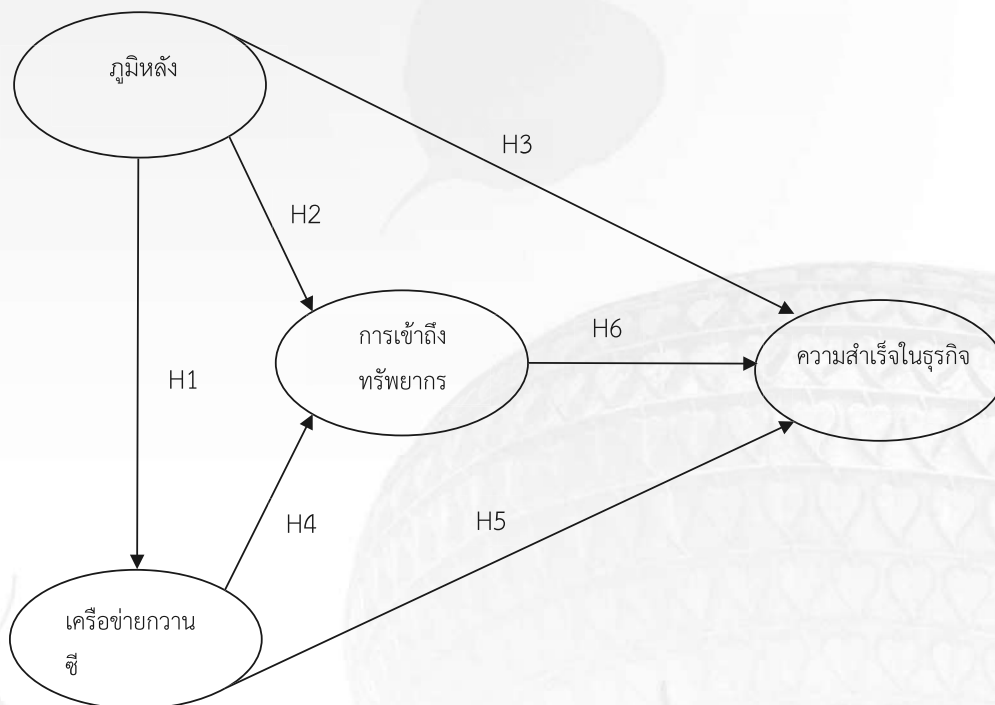 ภูมิหลัง
H3
H2
การเข้าถึง
ทรัพยากร
H6
ความสำเร็จในธุรกิจ
H1
H4
H5
เครือข่ายกวาน
ซี